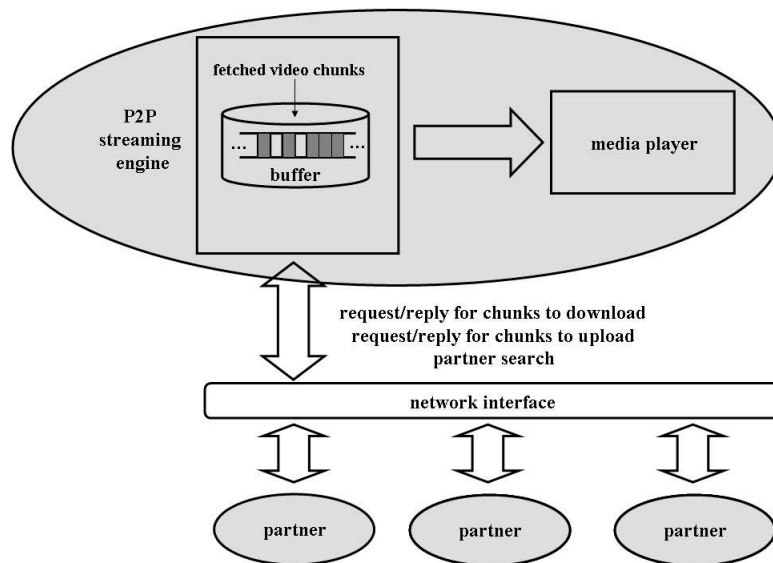 fetched video chunks
P2P
streaming
engine
... ...
buffer
media player
request/reply for chunks to download
request/reply for chunks to upload
partner search
network interface
partner partner partner